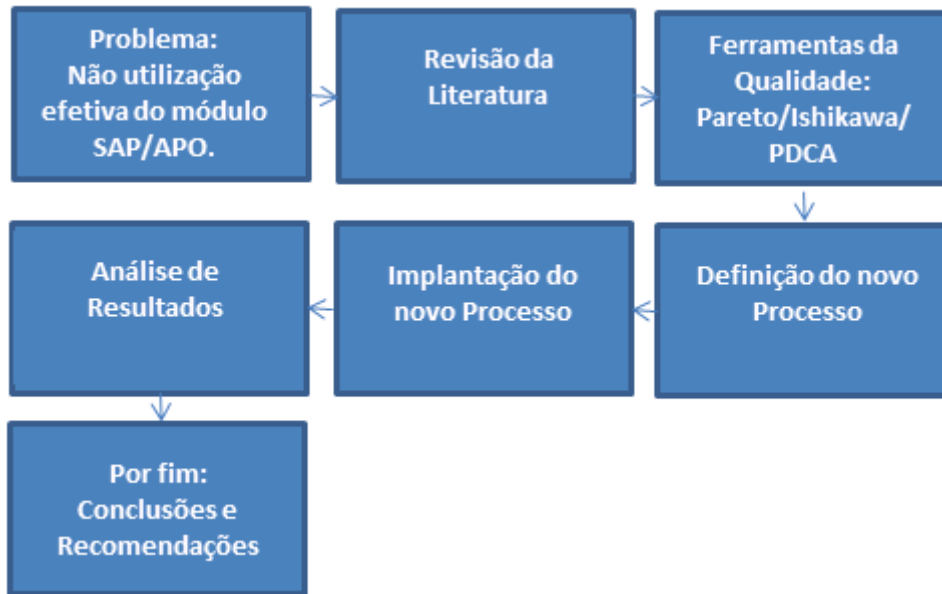 Problema:
Não utilização
efetiva do módulo
SAP/APO.
Revisão da
Literatura
Ferramentas da
Qualidade:
Pareto/Ishikawa/
PDCA
Definição do novo
Processo
Implantação do
novo Processo
Análise de
Resultados
Por fim:
Conclusões e
Recomendações